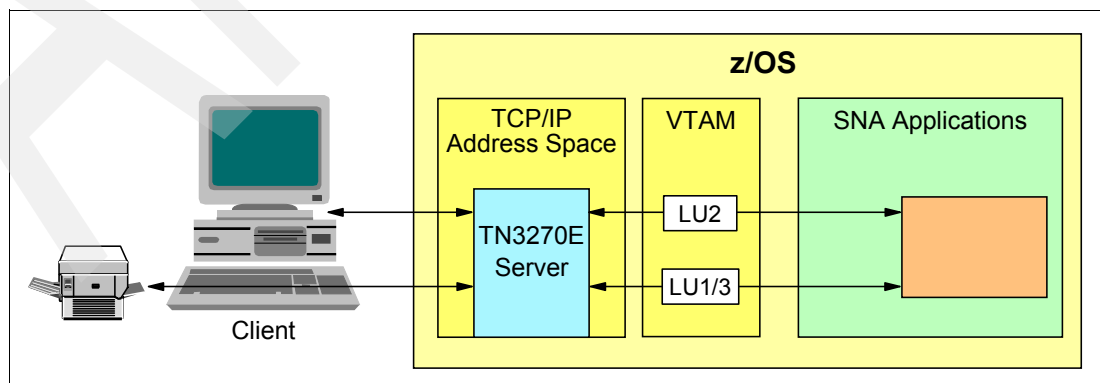 z/OS
TCP/IP
Address Space
VTAM
SNA Applications
LU2
TN3270E
Server
LU1/3
Client